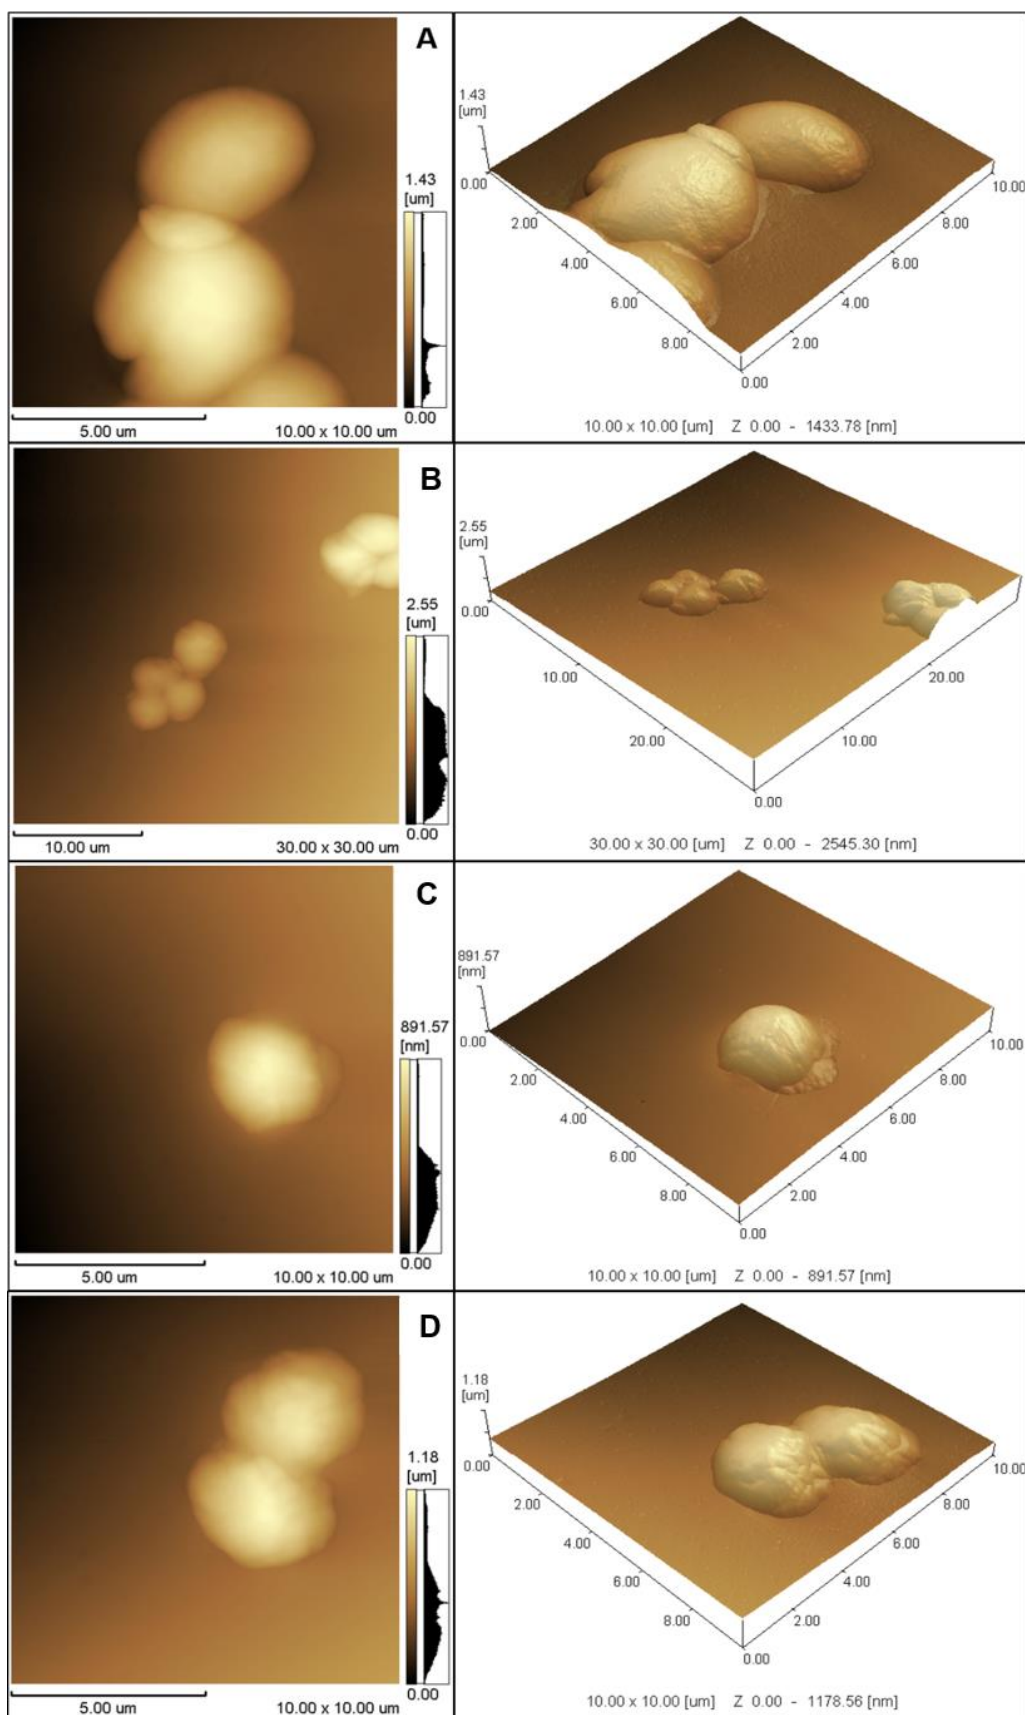 A
1.43
[um]
0.00
5.00 um
10.00 x 10.00 um
1.43
[um]
0.00
2.00
4.00
6.00
8.00
0.00
2.00
4.00
6.00
8.00
10.00
10.00 x 10.00 [um] Z 0.00 - 1433.78 [nm]
B
2.55
[um]
0.00
10.00 um
30.00 x 30.00 um
2.55
[um]
0.00
10.00
20.00
0.00
10.00
20.00
30.00 x 30.00 [um] Z 0.00 - 2545.30 [nm]
C
891.57
[nm]
0.00
5.00 um
10.00 x 10.00 um
891.57
[nm]
0.00
2.00
4.00
6.00
8.00
0.00
2.00
4.00
6.00
8.00
10.00
10.00 x 10.00 [um] Z 0.00 - 891.57 [nm]
D
1.18
[um]
0.00
5.00 um
10.00 x 10.00 um
1.18
[um]
0.00
2.00
4.00
6.00
8.00
0.00
2.00
4.00
6.00
8.00
10.00
10.00 x 10.00 [um] Z 0.00 - 1178.56 [nm]